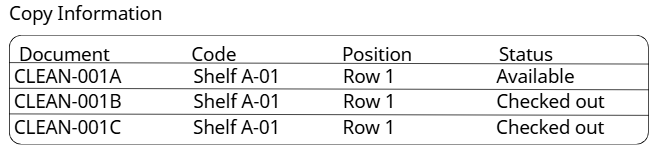 Copy Information
Document Code Position Status
CLEAN-001A Shelf A-01 Row 1 Available
CLEAN-001B Shelf A-01 Row 1 Checked out
CLEAN-001C Shelf A-01 Row 1 Checked out